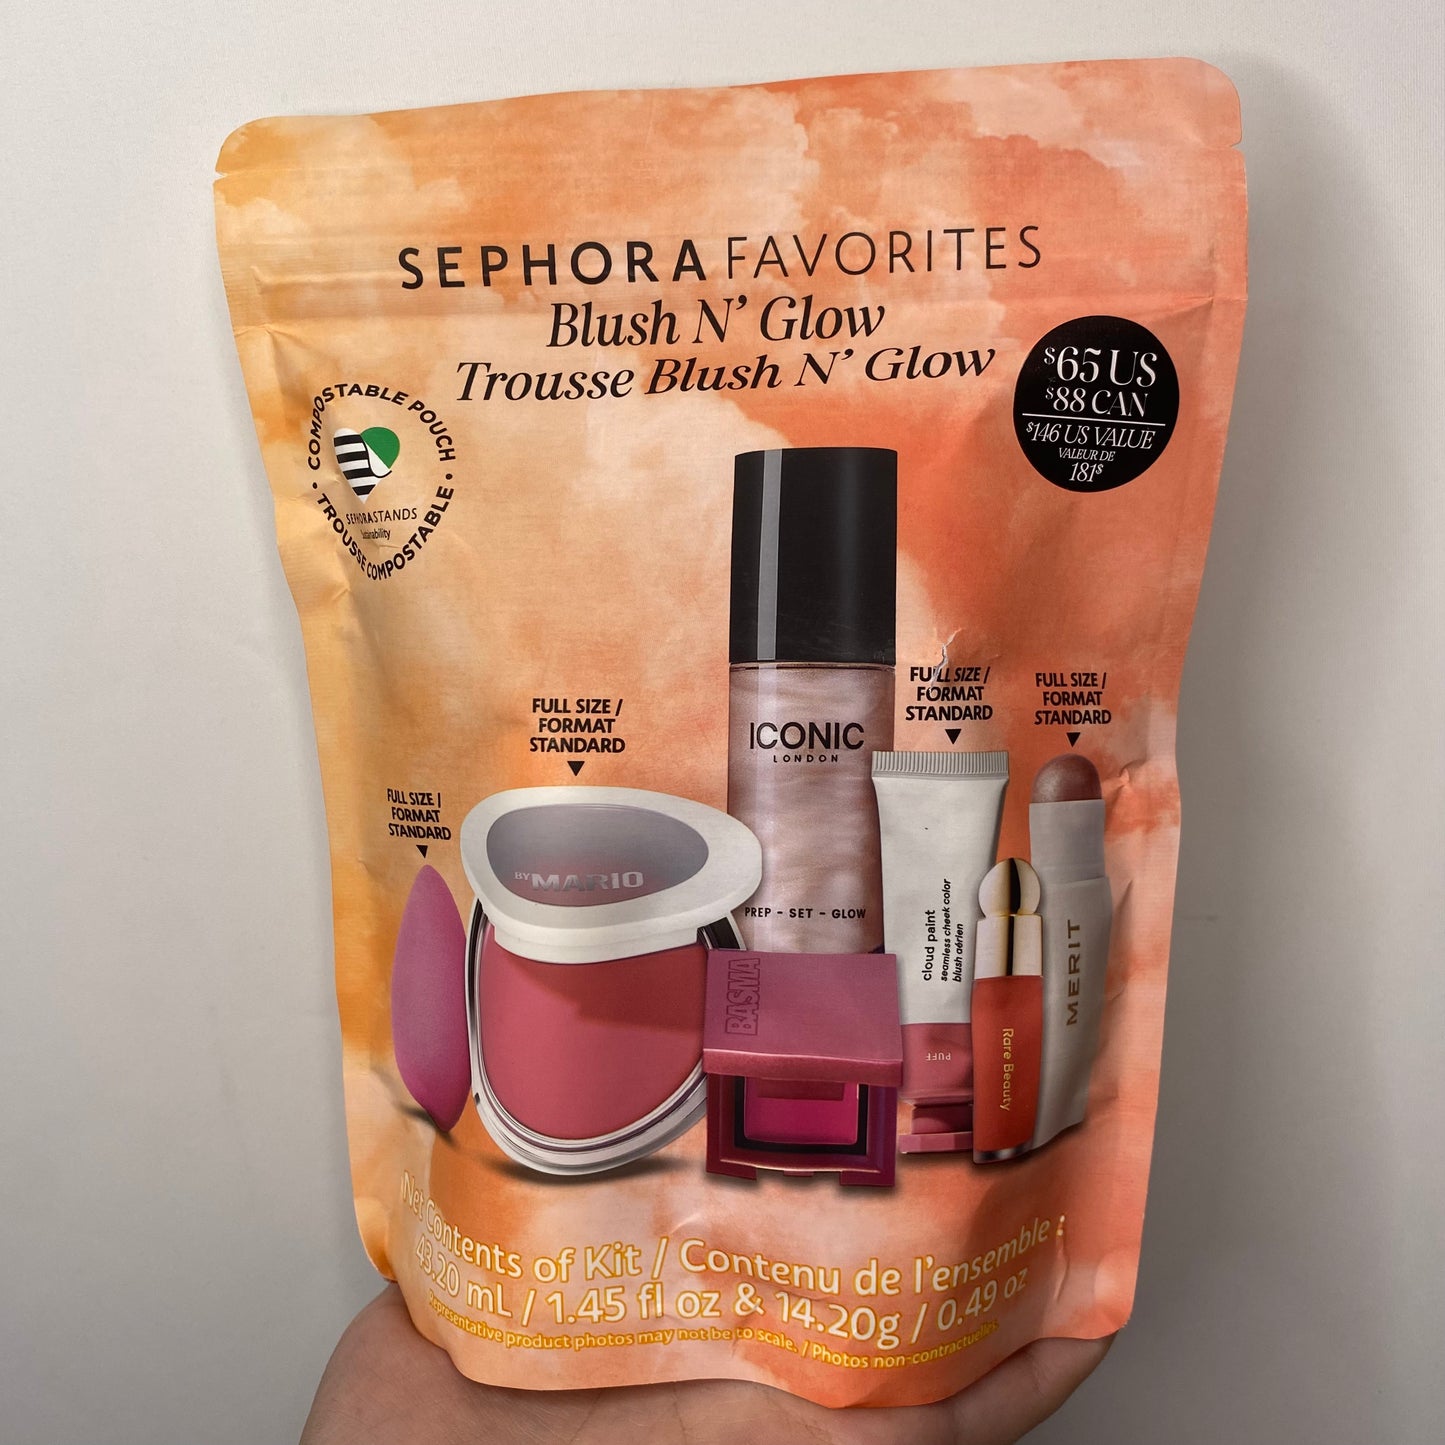 SEPHORA FAVORITES
Blush N' Glow
Trousse Blush N' Glow
$65 US
$88 CAN
$146 US VALUE
VALEUR DE
181$
• COMPOSTABLE POUCH •
TROUSSE COMPOSTABLE
SEPHORA STANDS
Sustainability
FULL SIZE /
FORMAT
STANDARD
FULL SIZE /
FORMAT
STANDARD
FULL SIZE /
FORMAT
STANDARD
FULL SIZE /
FORMAT
STANDARD
BY MARIO
ICONIC
LONDON
PREP - SET - GLOW
BASMA
cloud paint
seamless cheek color
blush aérien
PUFF
Rare Beauty
MERIT
Net Contents of Kit / Contenu de l'ensemble :
43.20 mL / 1.45 fl oz & 14.20g / 0.49 oz
Representative product photos may not be to scale. / Photos non-contractuelles.